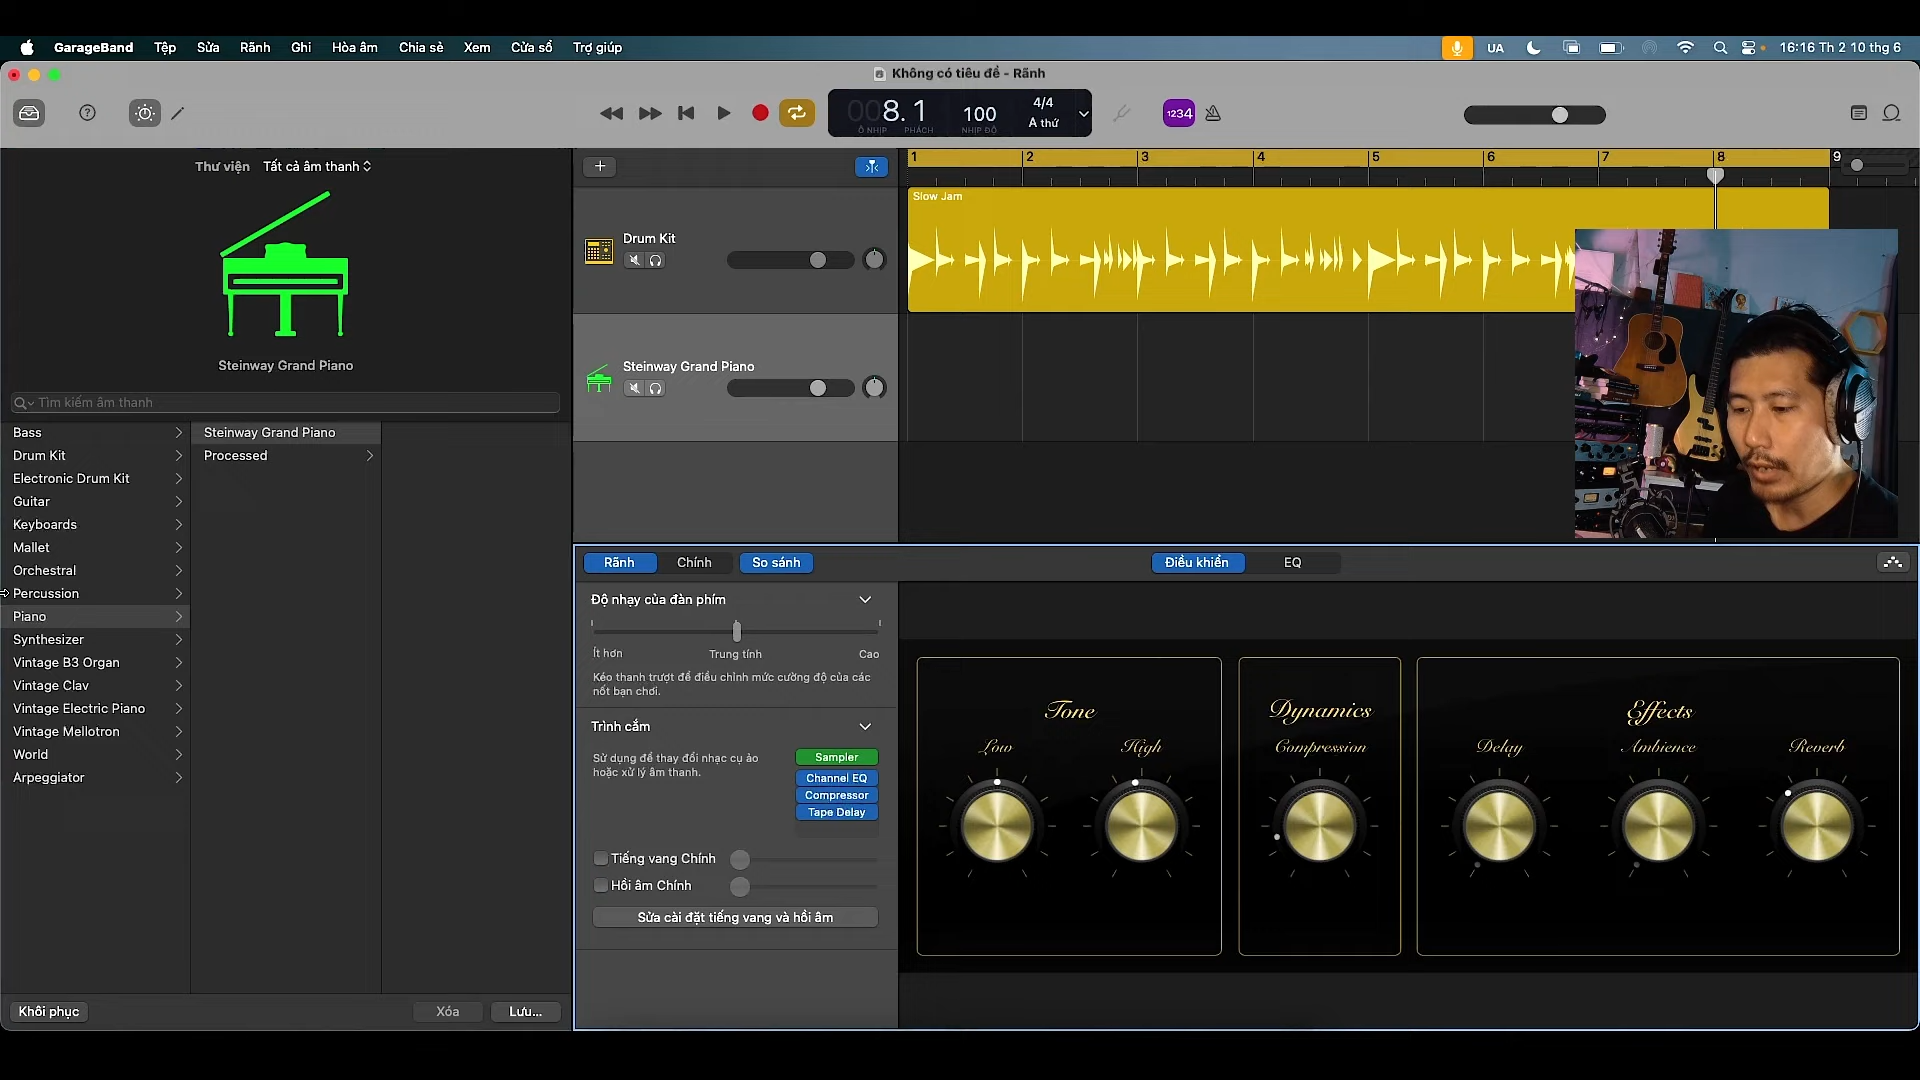 GarageBand Tệp Sửa Rãnh Ghi Hòa âm Chia sẻ Xem Cửa sổ Trợ giúp UA 16:16 Th 2 10 thg 6
Không có tiêu đề - Rãnh
008.1 100 4/4
Ô NHỊP PHÁCH NHỊP ĐỘ A thứ
1234
Thư viện Tất cả âm thanh
Steinway Grand Piano
Tìm kiếm âm thanh
Bass
Drum Kit
Electronic Drum Kit
Guitar
Keyboards
Mallet
Orchestral
Percussion
Piano
Synthesizer
Vintage B3 Organ
Vintage Clav
Vintage Electric Piano
Vintage Mellotron
World
Arpeggiator
Steinway Grand Piano
Processed
Khôi phục Xóa Lưu...
1 2 3 4 5 6 7 8 9
Slow Jam
Drum Kit
Steinway Grand Piano
Rãnh Chính So sánh Điều khiển EQ
Độ nhạy của đàn phím
Ít hơn Trung tính Cao
Kéo thanh trượt để điều chỉnh mức cường độ của các
nốt bạn chơi.
Trình cắm
Sử dụng để thay đổi nhạc cụ ảo
hoặc xử lý âm thanh.
Sampler
Channel EQ
Compressor
Tape Delay
Tiếng vang Chính
Hồi âm Chính
Sửa cài đặt tiếng vang và hồi âm
Tone
Low High
Dynamics
Compression
Effects
Delay Ambience Reverb